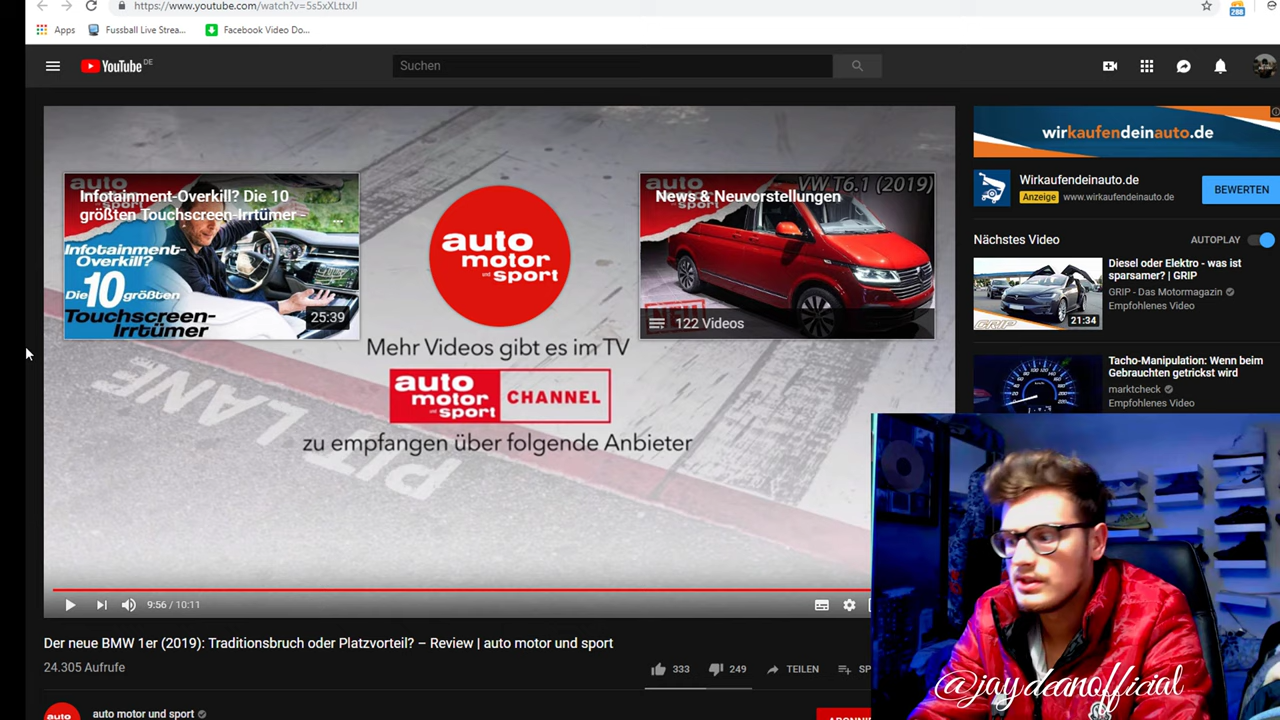 https://www.youtube.com/watch?v=5s5xXLttxJI
288
Apps
Fussball Live Strea...
Facebook Video Do...
YouTube DE
Suchen
Infotainment-Overkill? Die 10
größten Touchscreen-Irrtümer -
...
Infotainment-
Overkill?
Die 10 größten
Touchscreen-
Irrtümer
25:39
auto
motor
und sport
VW T6.1 (2019)
News & Neuvorstellungen
122 Videos
Mehr Videos gibt es im TV
auto
motor
und sport
CHANNEL
zu empfangen über folgende Anbieter
PIT LANE
9:56 / 10:11
Der neue BMW 1er (2019): Traditionsbruch oder Platzvorteil? – Review | auto motor und sport
24.305 Aufrufe
333
249
TEILEN
SP
auto motor und sport
wirkaufendeinauto.de
Wirkaufendeinauto.de
Anzeige www.wirkaufendeinauto.de
BEWERTEN
Nächstes Video
AUTOPLAY
Diesel oder Elektro - was ist
sparsamer? | GRIP
GRIP - Das Motormagazin
Empfohlenes Video
GRIP
21:34
Tacho-Manipulation: Wenn beim
Gebrauchten getrickst wird
marktcheck
Empfohlenes Video
@jaydeanofficial